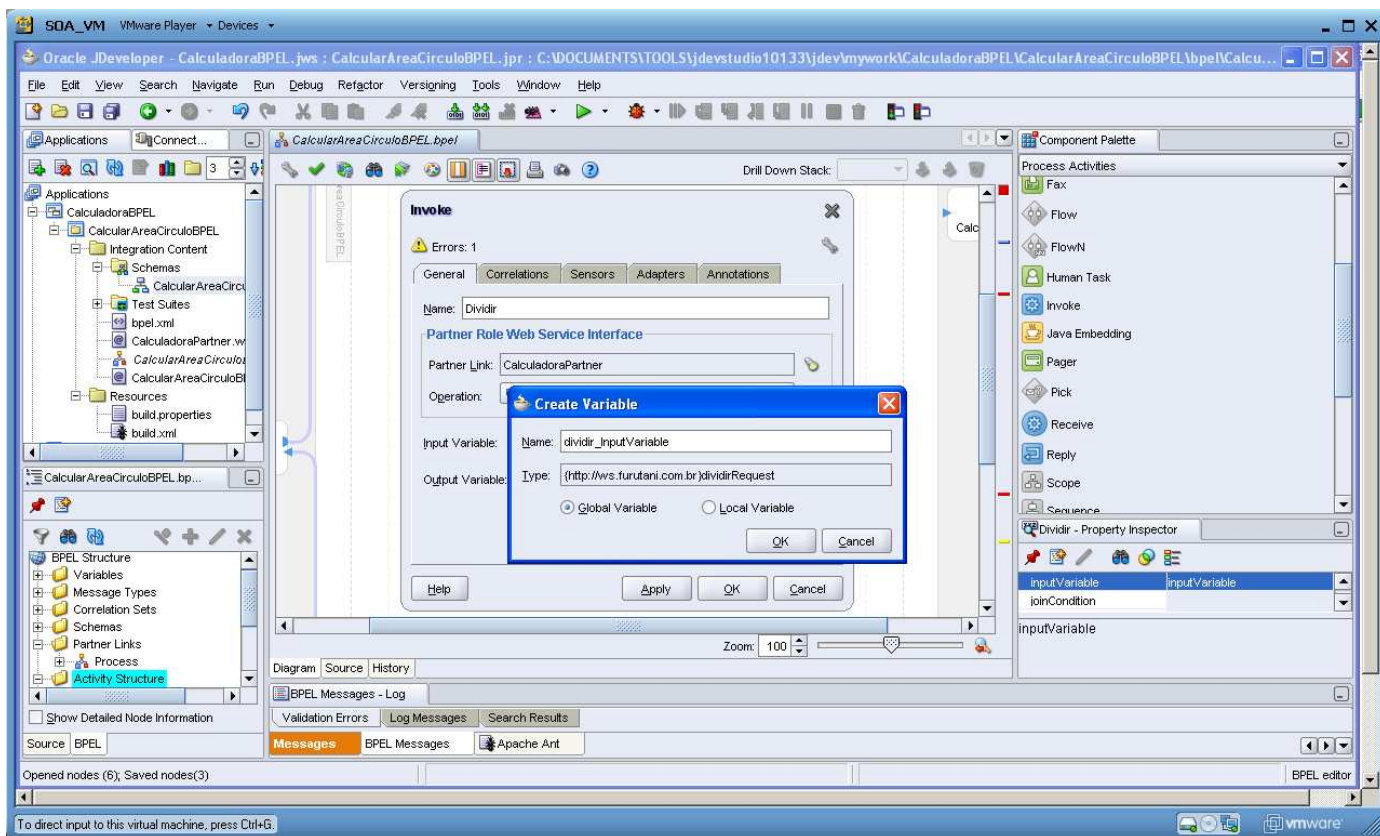 SOA_VM VMware Player Devices
Oracle JDeveloper - CalculadoraBPEL.jws : CalcularAreaCirculoBPEL.jpr : C:\DOCUMENTS\TOOLS\jdevstudio10133\jdev\mywork\CalculadoraBPEL\CalcularAreaCirculoBPEL\bpel\Calcu...
File Edit View Search Navigate Run Debug Refactor Versioning Tools Window Help
Applications Connect...
3
Applications
CalculadoraBPEL
CalcularAreaCirculoBPEL
Integration Content
Schemas
CalcularAreaCircu
Test Suites
bpel.xml
CalculadoraPartner.w
CalcularAreaCirculo
CalcularAreaCirculoB
Resources
build.properties
build.xml
CalcularAreaCirculoBPEL.bp...
BPEL Structure
Variables
Message Types
Correlation Sets
Schemas
Partner Links
Process
Activity Structure
Show Detailed Node Information
Source BPEL
CalcularAreaCirculoBPEL.bpel
Drill Down Stack:
reaCirculoBPEL
Calc
Invoke
Errors: 1
General Correlations Sensors Adapters Annotations
Name: Dividir
Partner Role Web Service Interface
Partner Link: CalculadoraPartner
Operation:
Input Variable:
Output Variable:
Create Variable
Name: dividir_InputVariable
Type: {http://ws.furutani.com.br}dividirRequest
Global Variable Local Variable
OK Cancel
Help Apply OK Cancel
Zoom: 100
Diagram Source History
BPEL Messages - Log
Validation Errors Log Messages Search Results
Messages BPEL Messages Apache Ant
Component Palette
Process Activities
Fax
Flow
FlowN
Human Task
Invoke
Java Embedding
Pager
Pick
Receive
Reply
Scope
Sequence
Dividir - Property Inspector
inputVariable inputVariable
joinCondition
inputVariable
Opened nodes (6); Saved nodes(3)
BPEL editor
To direct input to this virtual machine, press Ctrl+G.
vmware